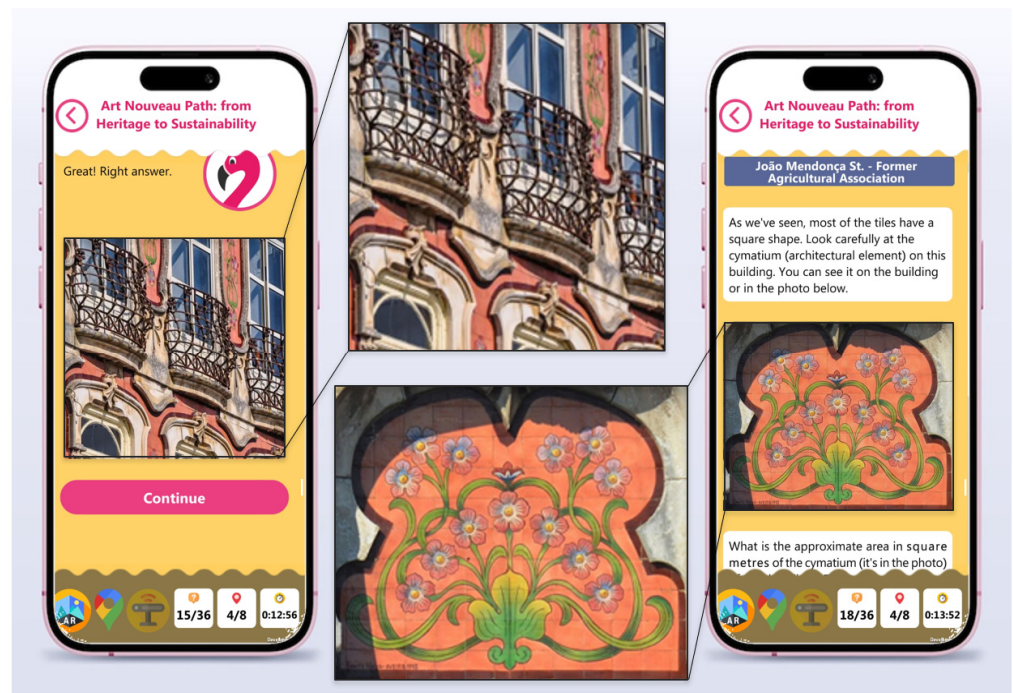 Art Nouveau Path: from
Heritage to Sustainability
Great! Right answer.
Continue
AR
15/36
4/8
0:12:56
Art Nouveau Path: from
Heritage to Sustainability
João Mendonça St. - Former
Agricultural Association
As we've seen, most of the tiles have a
square shape. Look carefully at the
cymatium (architectural element) on this
building. You can see it on the building
or in the photo below.
What is the approximate area in square
metres of the cymatium (it's in the photo)
AR
18/36
4/8
0:13:52